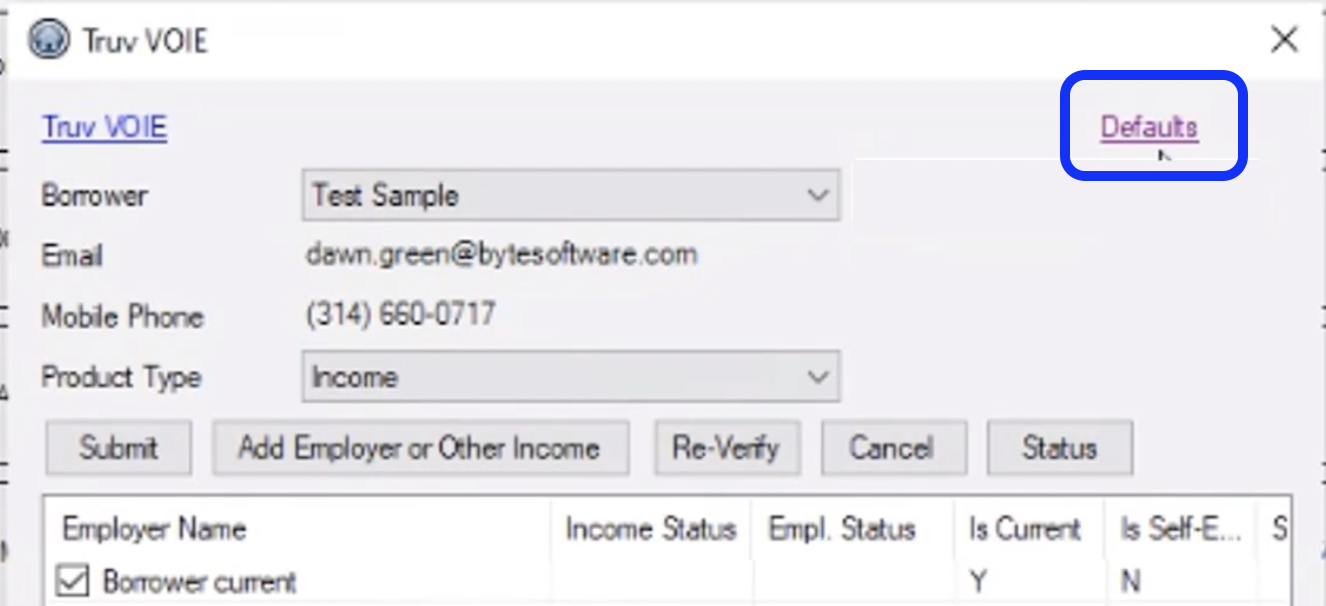 Truv VOIE
Truv VOIE Defaults
Borrower Test Sample
Email dawn.green@bytesoftware.com
Mobile Phone (314) 660-0717
Product Type Income
Submit Add Employer or Other Income Re-Verify Cancel Status
Employer Name Income Status Empl. Status Is Current Is Self-E... S
Borrower current Y N